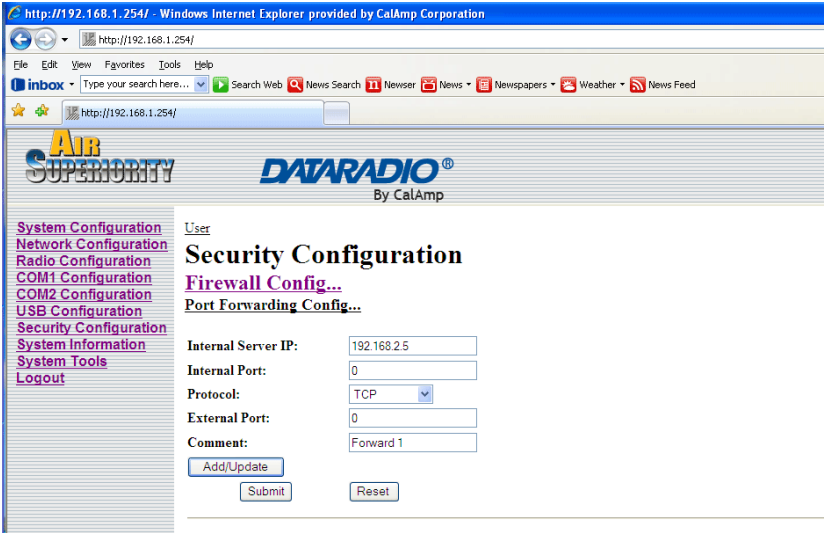 http://192.168.1.254/ - Windows Internet Explorer provided by CalAmp Corporation
http://192.168.1.254/
File Edit View Favorites Tools Help
inbox Type your search here... Search Web News Search Newser News Newspapers Weather News Feed
http://192.168.1.254/
AIR
SUPERIORITY
DATARADIO®
By CalAmp
System Configuration
Network Configuration
Radio Configuration
COM1 Configuration
COM2 Configuration
USB Configuration
Security Configuration
System Information
System Tools
Logout
User
Security Configuration
Firewall Config...
Port Forwarding Config...
Internal Server IP: 192.168.2.5
Internal Port: 0
Protocol: TCP
External Port: 0
Comment: Forward 1
Add/Update
Submit Reset